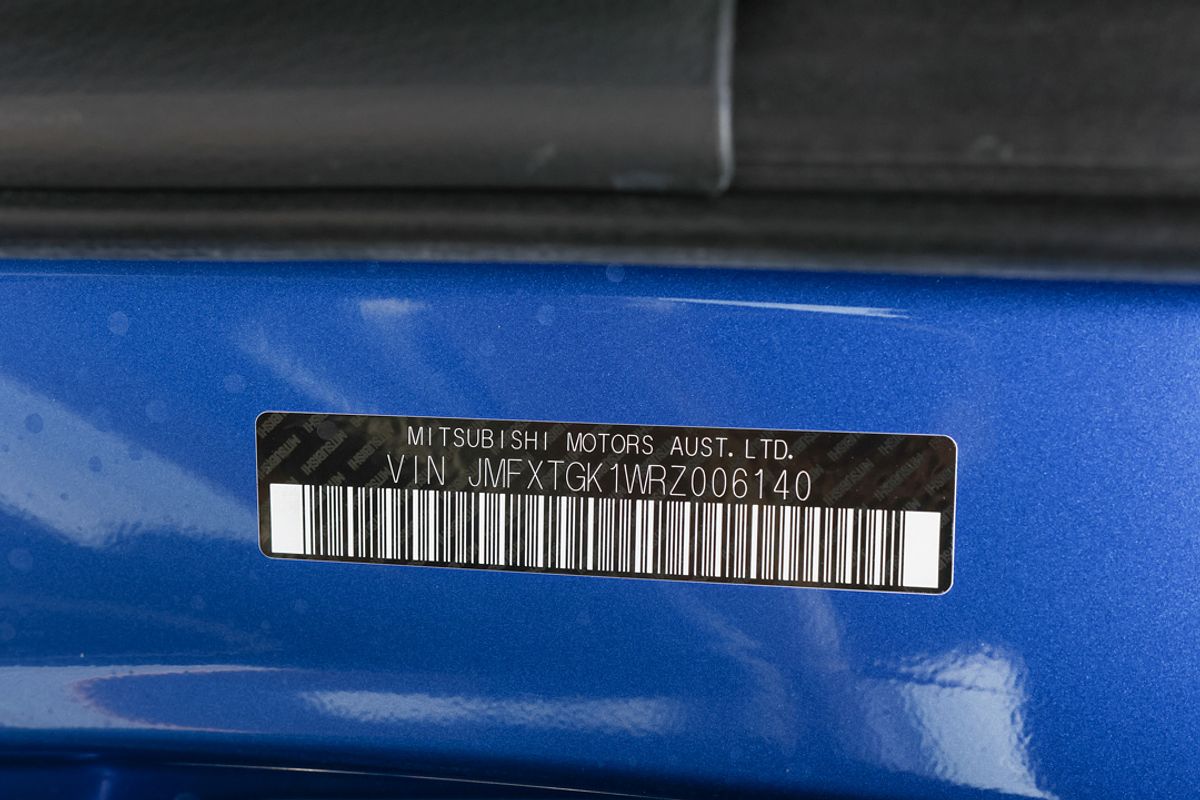 MITSUBISHI MOTORS AUST. LTD.
VIN JMFXTGK1WRZ006140